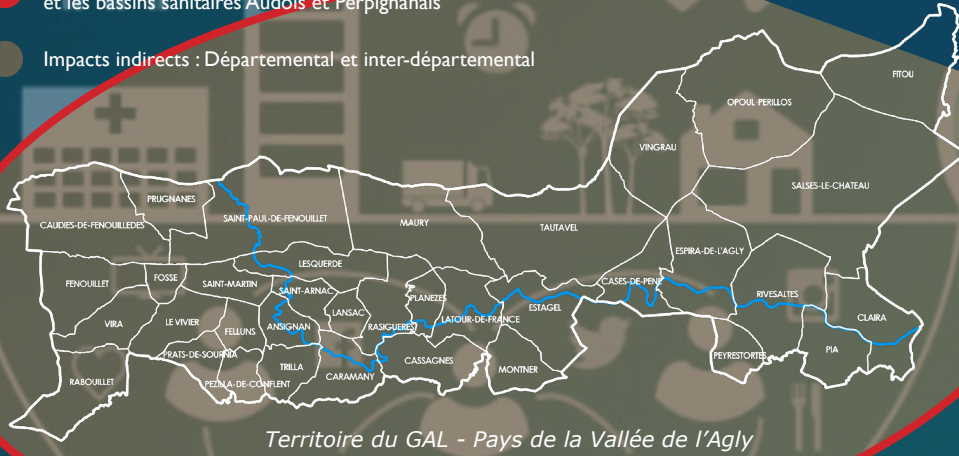 et les bassins sanitaires Audois et Perpignanais
Impacts indirects : Départemental et inter-départemental
FITOU
OPOUL-PERILLOS
VINGRAU
SALSES-LE-CHATEAU
PRUGNANES
CAUDIES-DE-FENOUILLEDES
SAINT-PAUL-DE-FENOUILLET
MAURY
TAUTAVEL
ESPIRA-DE-L'AGLY
LESQUERDE
FENOUILLET
FOSSE
SAINT-MARTIN
SAINT-ARNAC
CASES-DE-PENE
RIVESALTES
PLANEZES
ESTAGEL
LANSAC
CLAIRA
VIRA
LE VIVIER
FELLUNS
ANSIGNAN
RASIGUERES
LATOUR-DE-FRANCE
PIA
PRATS-DE-SOURNIA
PEYRESTORTES
CASSAGNES
TRILLA
MONTNER
CARAMANY
RABOUILLET
PEZILLA-DE-CONFLENT
Territoire du GAL - Pays de la Vallée de l'Agly